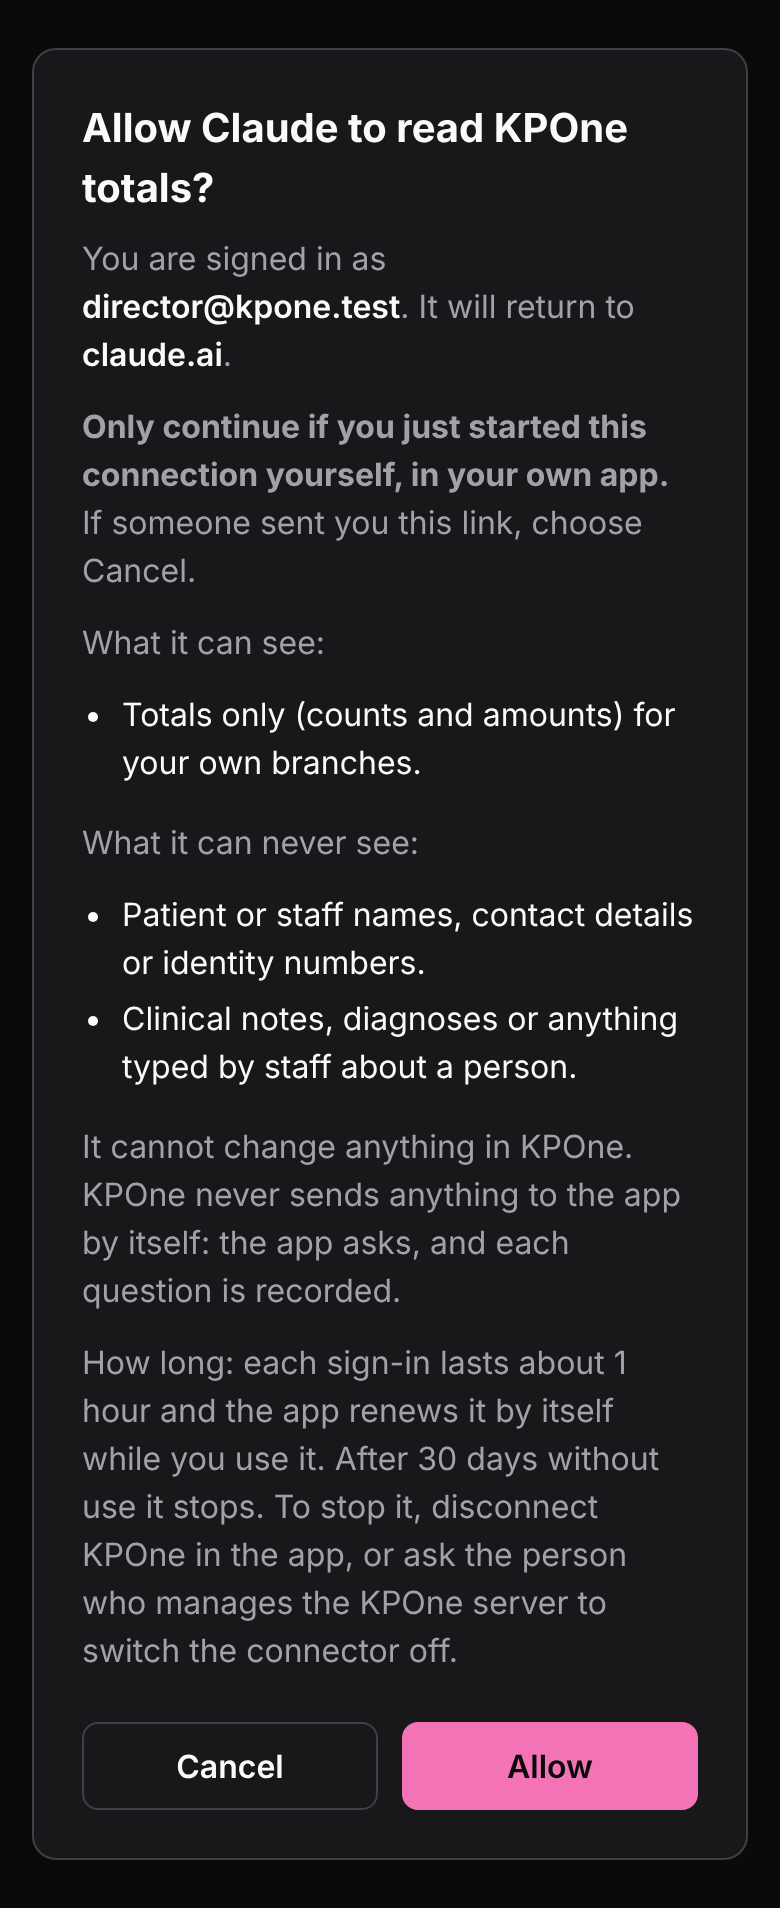 Allow Claude to read KPOne
totals?
You are signed in as
director@kpone.test. It will return to
claude.ai.
Only continue if you just started this
connection yourself, in your own app.
If someone sent you this link, choose
Cancel.
What it can see:
• Totals only (counts and amounts) for
your own branches.
What it can never see:
• Patient or staff names, contact details
or identity numbers.
• Clinical notes, diagnoses or anything
typed by staff about a person.
It cannot change anything in KPOne.
KPOne never sends anything to the app
by itself: the app asks, and each
question is recorded.
How long: each sign-in lasts about 1
hour and the app renews it by itself
while you use it. After 30 days without
use it stops. To stop it, disconnect
KPOne in the app, or ask the person
who manages the KPOne server to
switch the connector off.
Cancel
Allow